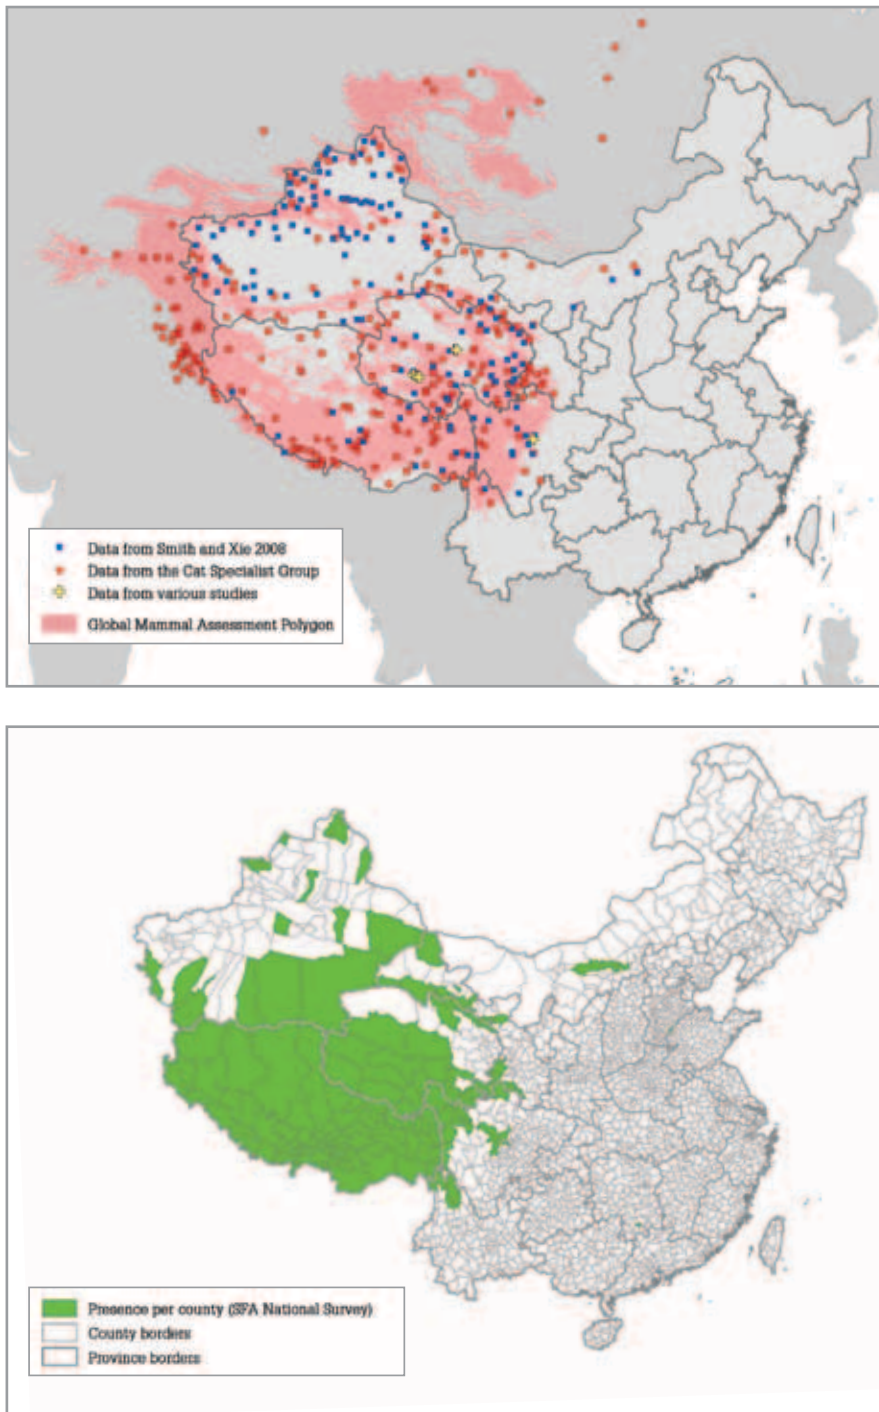 Data from Smith and Xie 2008
Data from the Cat Specialist Group
Data from various studies
Global Mammal Assessment Polygon
Presence per county (SFA National Survey)
County borders
Province borders